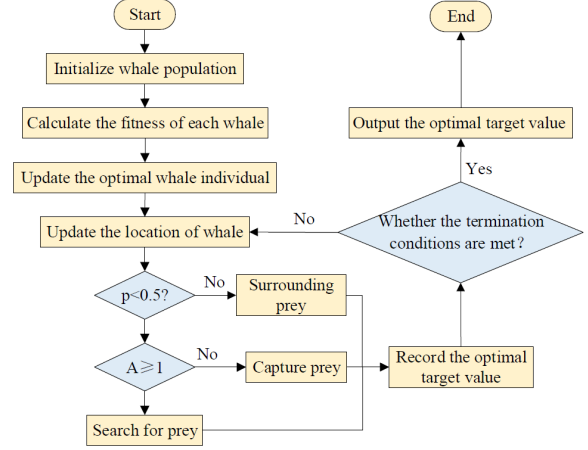 Start
Initialize whale population
Calculate the fitness of each whale
Update the optimal whale individual
Update the location of whale
p<0.5?
No
Surrounding
prey
A≥1
No
Capture prey
Search for prey
Record the optimal
target value
Whether the termination
conditions are met?
No
Yes
Output the optimal target value
End